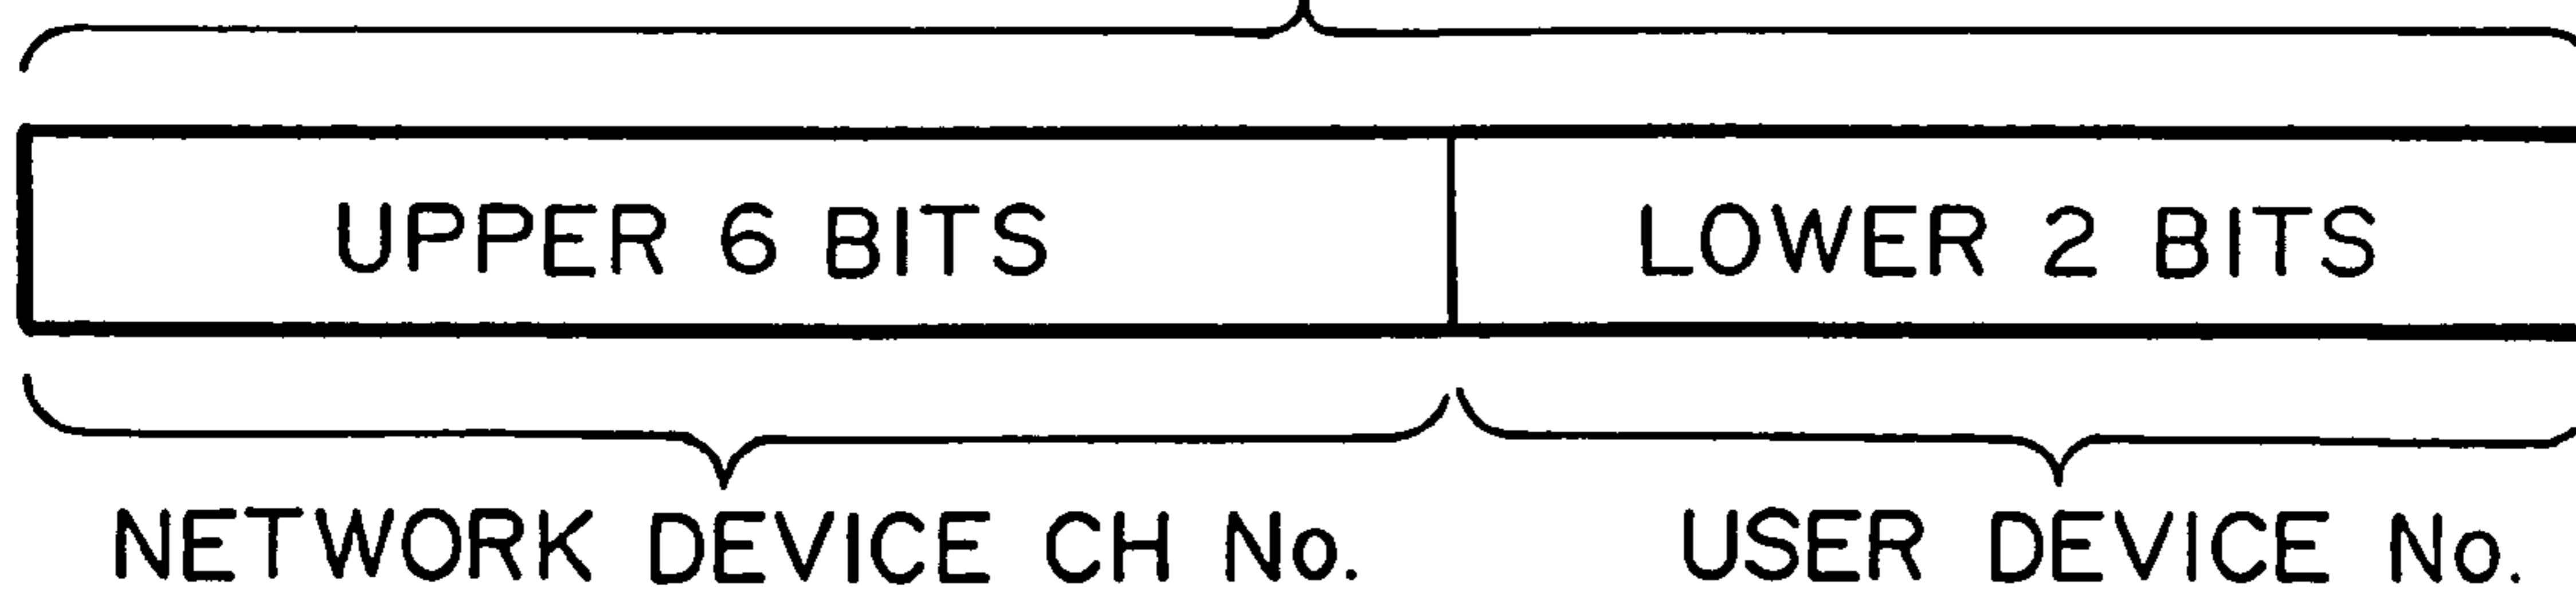 UPPER 6 BITS LOWER 2 BITS
NETWORK DEVICE CH No. USER DEVICE No.